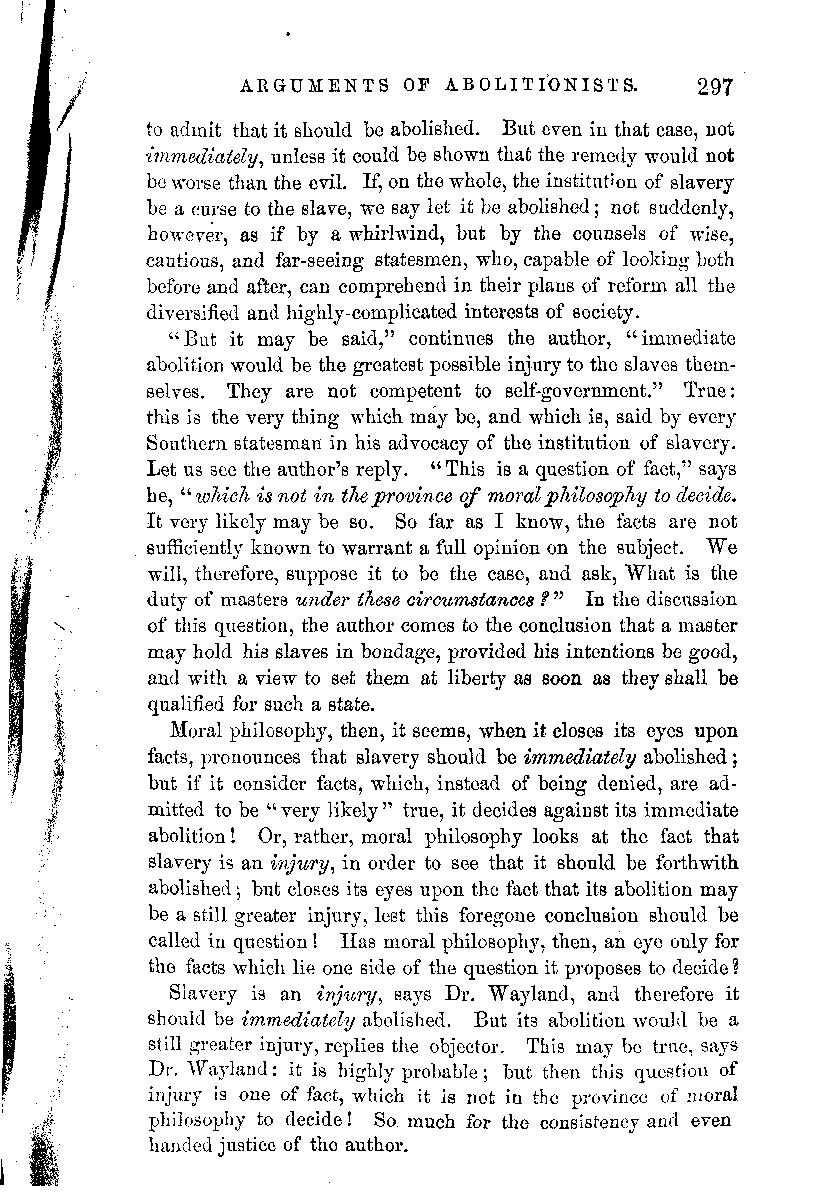 ARGUMENTS OF ABOLITIONISTS. 297
to admit that it should be abolished. But even in that case, not
immediately, unless it could be shown that the remedy would not
be worse than the evil. If, on the whole, the institution of slavery
be a curse to the slave, we say let it be abolished; not suddenly,
however, as if by a whirlwind, but by the counsels of wise,
cautious, and far-seeing statesmen, who, capable of looking both
before and after, can comprehend in their plans of reform all the
diversified and highly-complicated interests of society.
“But it may be said,” continues the author, “immediate
abolition would be the greatest possible injury to the slaves them-
selves. They are not competent to self-government.” True:
this is the very thing which may be, and which is, said by every
Southern statesman in his advocacy of the institution of slavery.
Let us see the author’s reply. “This is a question of fact,” says
he, “which is not in the province of moral philosophy to decide.
It very likely may be so. So far as I know, the facts are not
sufficiently known to warrant a full opinion on the subject. We
will, therefore, suppose it to be the case, and ask, What is the
duty of masters under these circumstances?” In the discussion
of this question, the author comes to the conclusion that a master
may hold his slaves in bondage, provided his intentions be good,
and with a view to set them at liberty as soon as they shall be
qualified for such a state.
Moral philosophy, then, it seems, when it closes its eyes upon
facts, pronounces that slavery should be immediately abolished;
but if it consider facts, which, instead of being denied, are ad-
mitted to be “very likely” true, it decides against its immediate
abolition! Or, rather, moral philosophy looks at the fact that
slavery is an injury, in order to see that it should be forthwith
abolished; but closes its eyes upon the fact that its abolition may
be a still greater injury, lest this foregone conclusion should be
called in question! Has moral philosophy, then, an eye only for
the facts which lie one side of the question it proposes to decide?
Slavery is an injury, says Dr. Wayland, and therefore it
should be immediately abolished. But its abolition would be a
still greater injury, replies the objector. This may be true, says
Dr. Wayland: it is highly probable; but then this question of
injury is one of fact, which it is not in the province of moral
philosophy to decide! So much for the consistency and even
handed justice of the author.